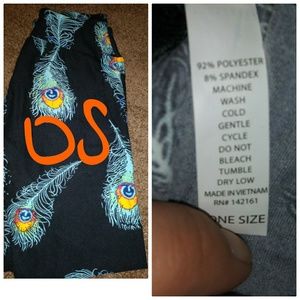 OS
92% POLYESTER
8% SPANDEX
MACHINE
WASH
COLD
GENTLE
CYCLE
DO NOT
BLEACH
TUMBLE
DRY LOW
MADE IN VIETNAM
RN# 142161
ONE SIZE